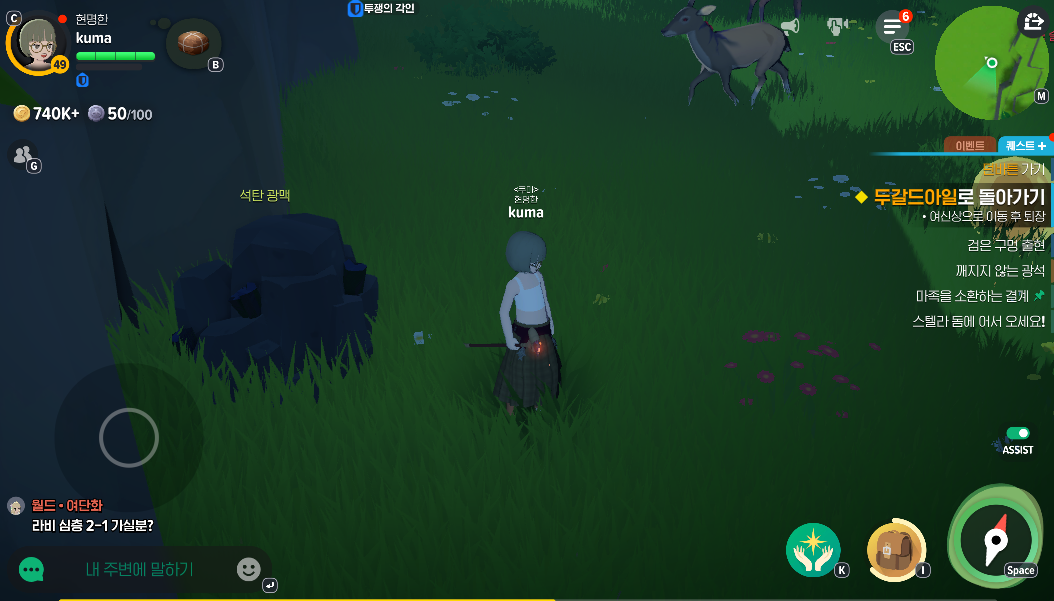 C
현명한
kuma
49
B
투쟁의 각인
6
ESC
M
740K+
50/100
G
이벤트
퀘스트 +
가기
두갈드아일로 돌아가기
• 여신상으로 이동 후 퇴장
검은 구멍 출현
깨지지 않는 광석
마족을 소환하는 결계
스텔라 돔에 어서 오세요!
석탄 광맥
현명한
kuma
ASSIST
월드 • 여단화
라비 심층 2-1 가실분?
내 주변에 말하기
K
I
Space